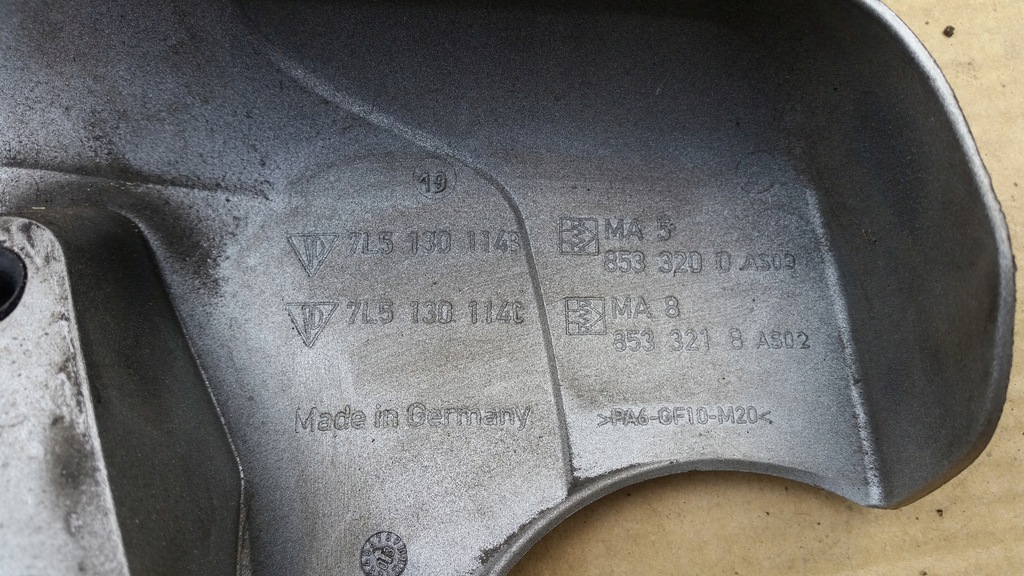 19
7L5 130 114B
7L5 130 114C
MA 5
853 320 0 AS03
MA 8
853 321 8 AS02
Made in Germany
>PA6-GF10-M20<